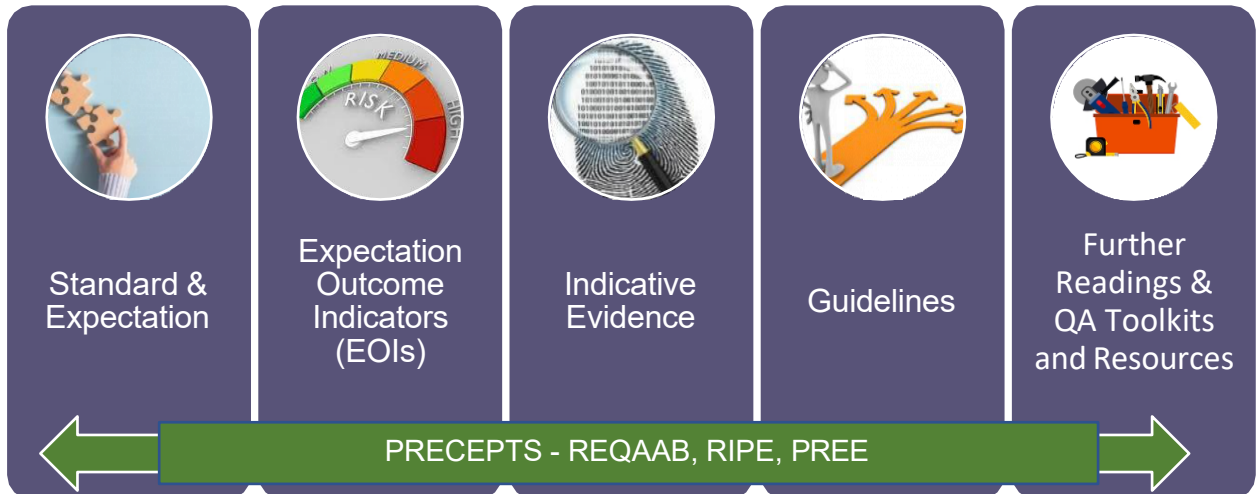 Standard &
Expectation
MEDIUM
HIGH
RISK
Expectation
Outcome
Indicators
(EOIs)
Indicative
Evidence
Guidelines
Further
Readings &
QA Toolkits
and Resources
PRECEPTS - REQAAB, RIPE, PREE